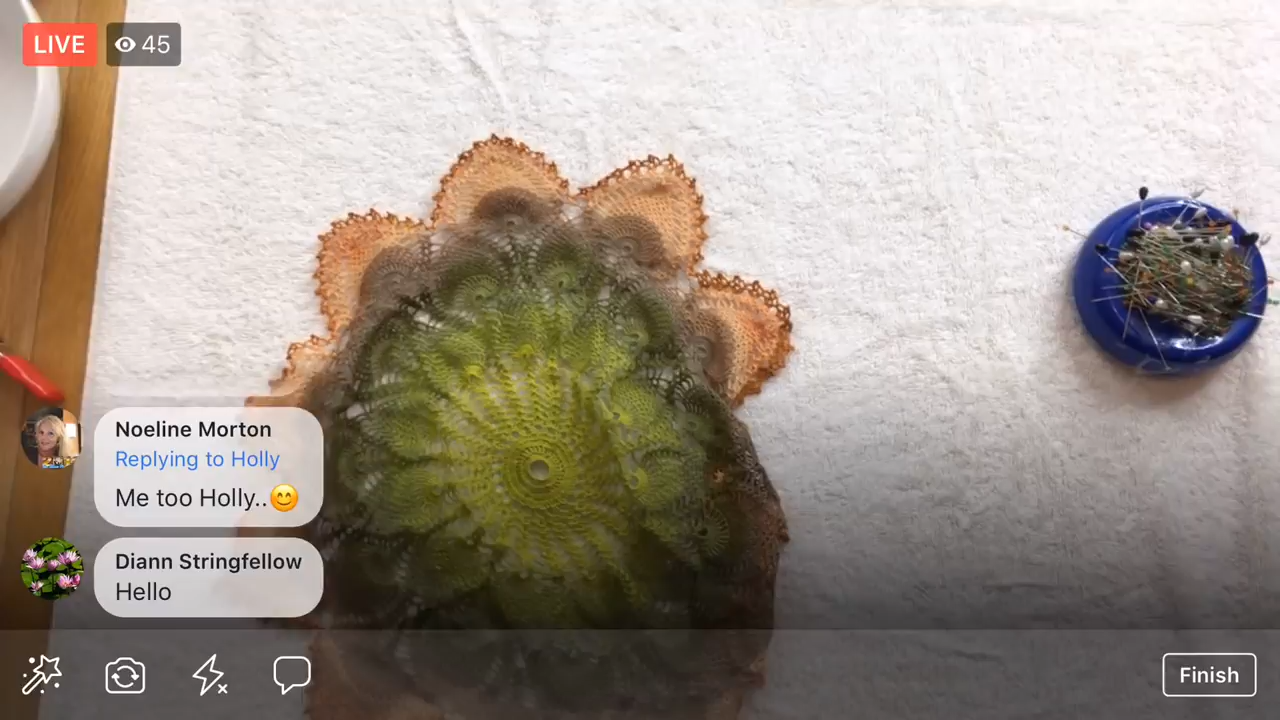 LIVE
45
Noeline Morton
Replying to Holly
Me too Holly..😊
Diann Stringfellow
Hello
Finish